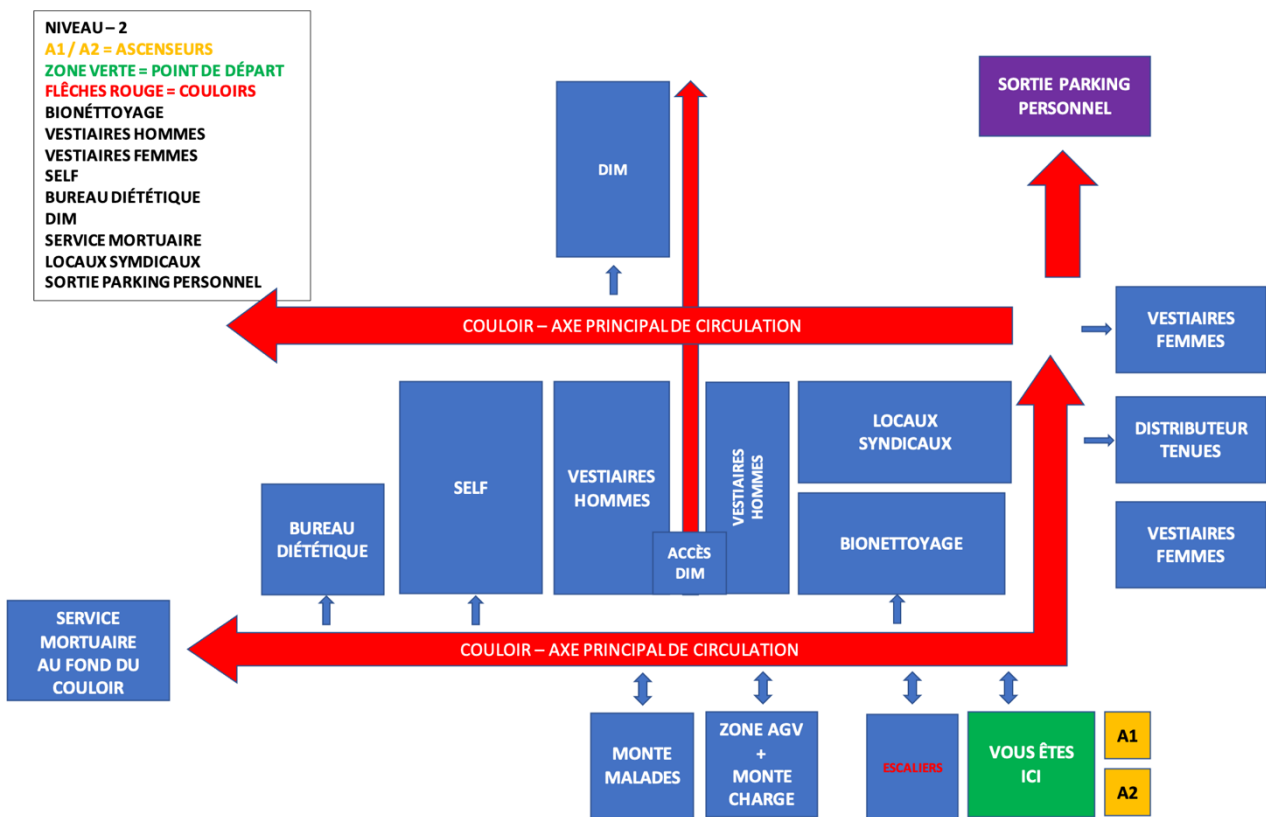 NIVEAU – 2
A1 / A2 = ASCENSEURS
ZONE VERTE = POINT DE DÉPART
FLÊCHES ROUGE = COULOIRS
BIONÉTTOYAGE
VESTIAIRES HOMMES
VESTIAIRES FEMMES
SELF
BUREAU DIÉTÉTIQUE
DIM
SERVICE MORTUAIRE
LOCAUX SYMDICAUX
SORTIE PARKING PERSONNEL
SORTIE PARKING
PERSONNEL
DIM
COULOIR – AXE PRINCIPAL DE CIRCULATION
VESTIAIRES
FEMMES
BUREAU
DIÉTÉTIQUE
SELF
VESTIAIRES
HOMMES
ACCÈS
DIM
VESTIAIRES
HOMMES
LOCAUX
SYNDICAUX
BIONETTOYAGE
DISTRIBUTEUR
TENUES
VESTIAIRES
FEMMES
SERVICE
MORTUAIRE
AU FOND DU
COULOIR
COULOIR – AXE PRINCIPAL DE CIRCULATION
MONTE
MALADES
ZONE AGV
+
MONTE
CHARGE
ESCALIERS
VOUS ÊTES
ICI
A1
A2